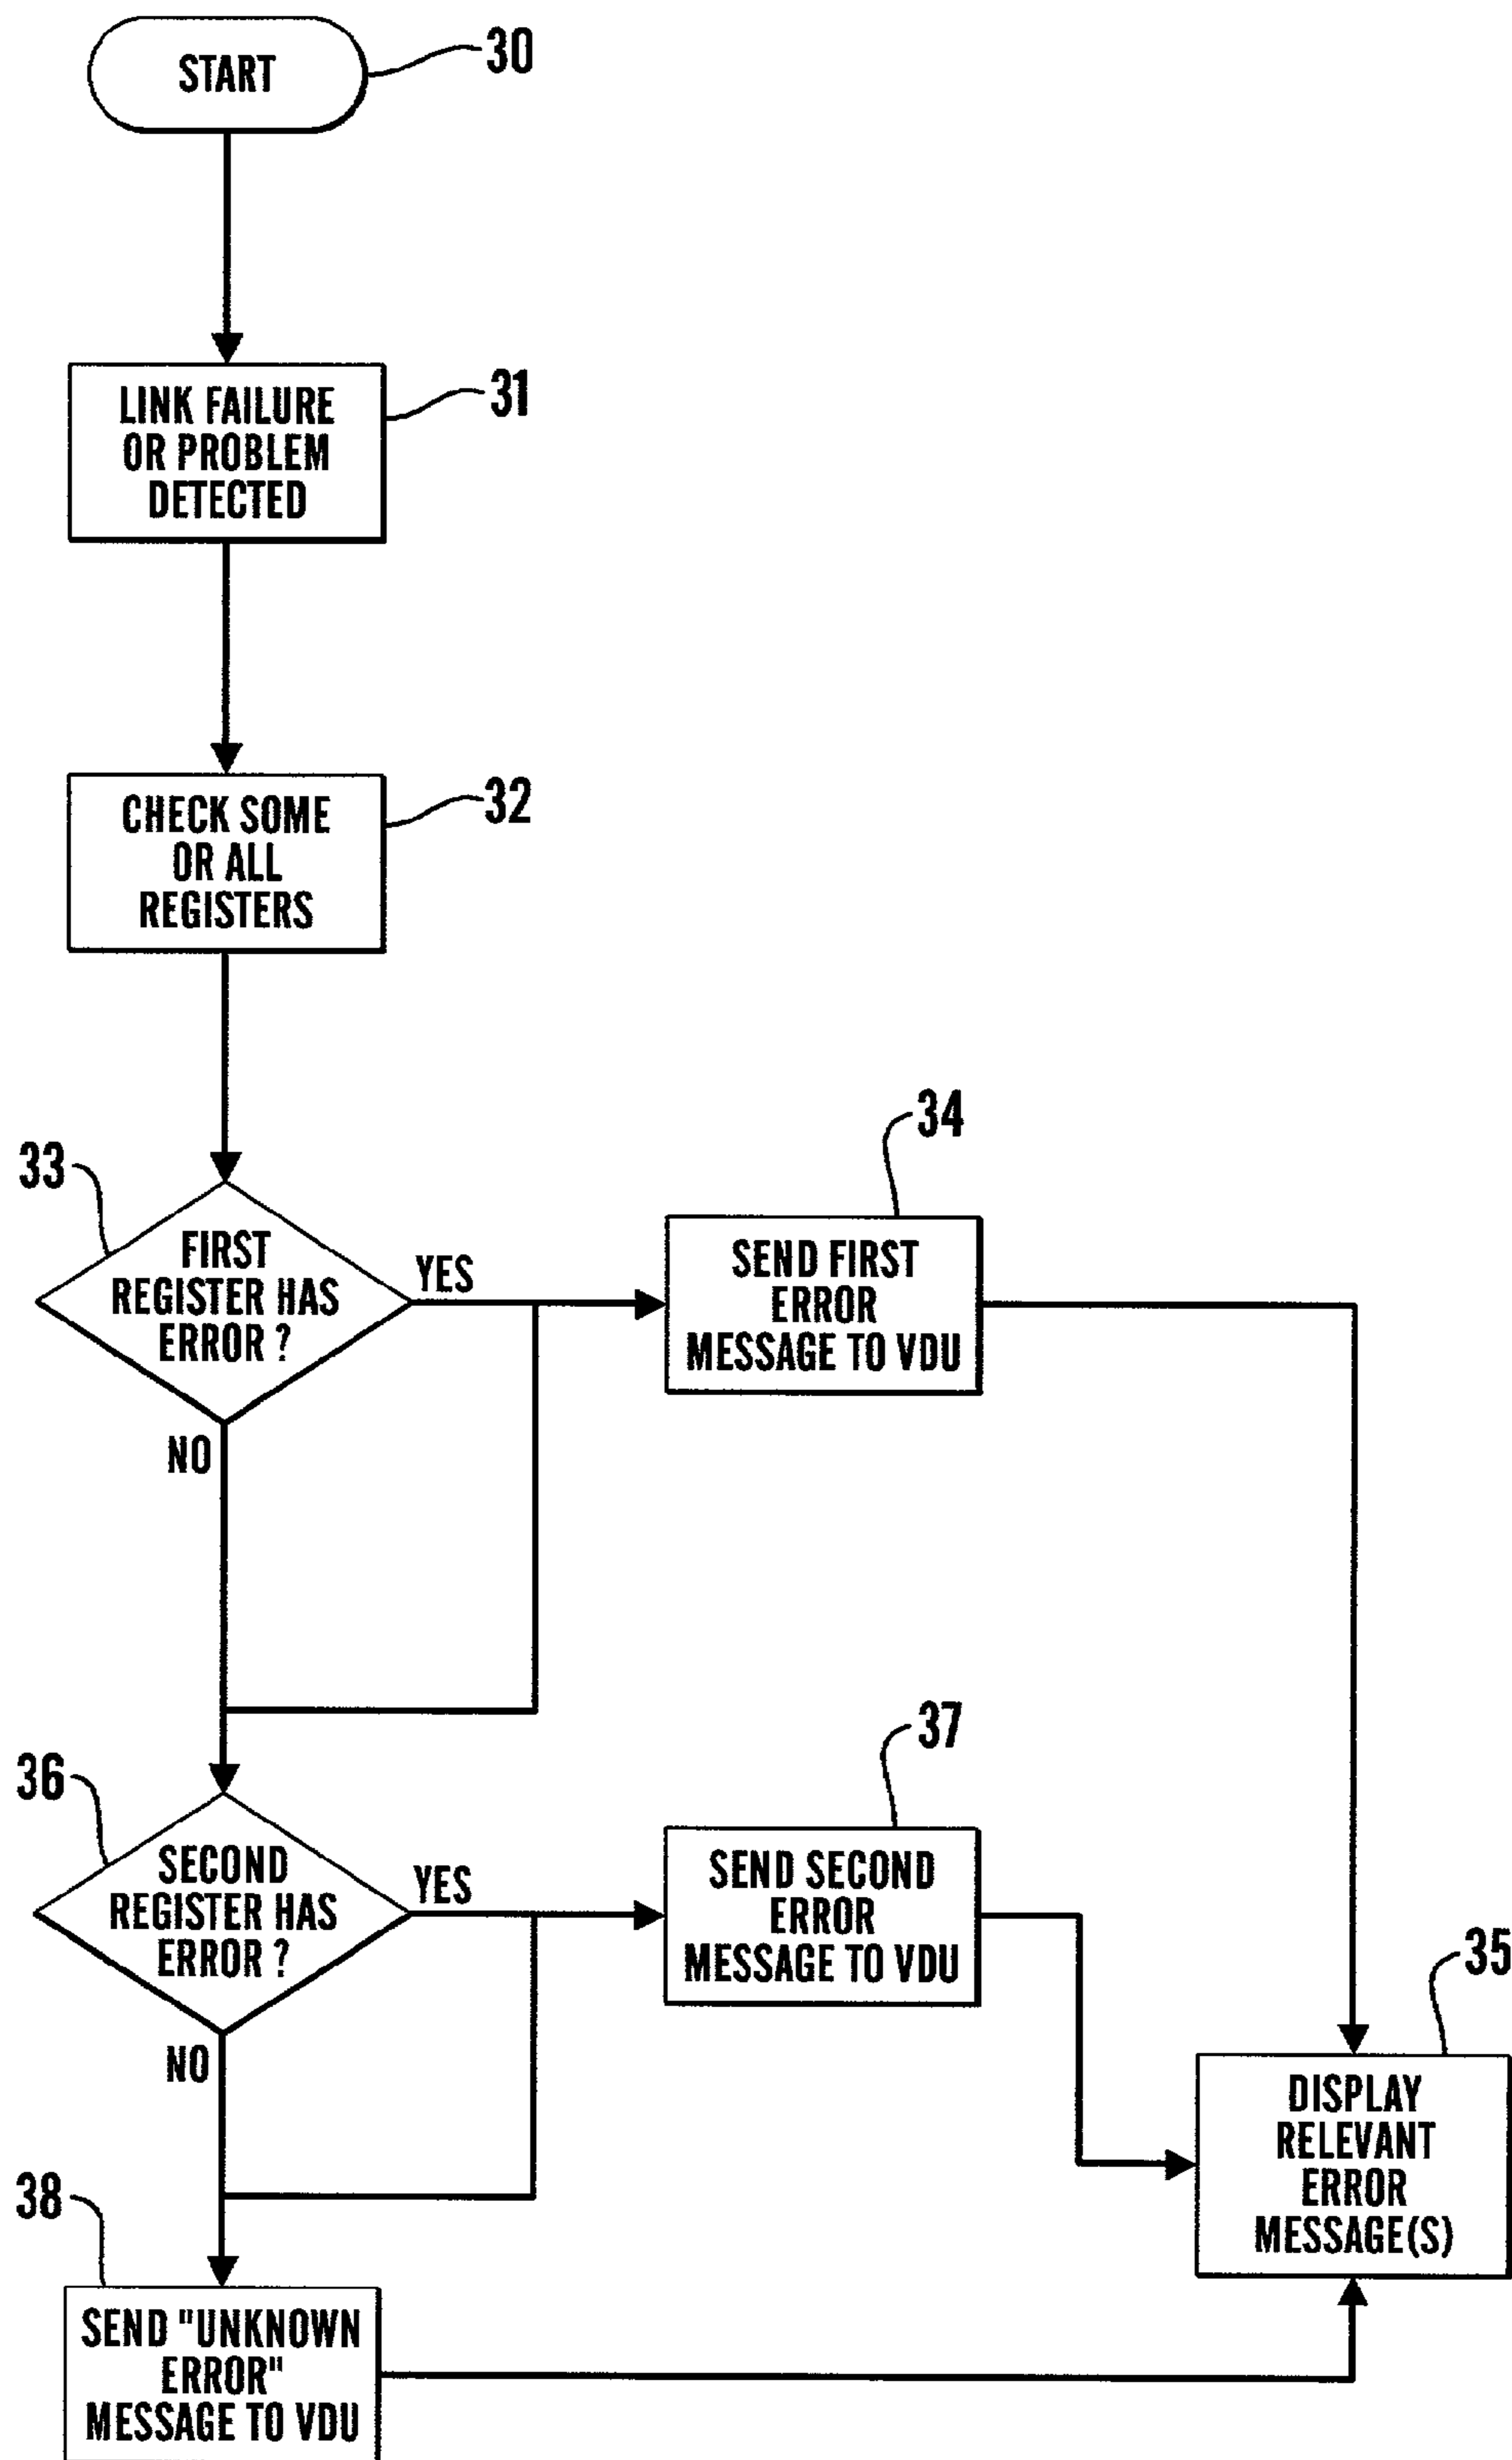 START
30
LINK FAILURE
OR PROBLEM
DETECTED
31
CHECK SOME
OR ALL
REGISTERS
32
33
FIRST
REGISTER HAS
ERROR ?
YES
NO
34
SEND FIRST
ERROR
MESSAGE TO VDU
36
SECOND
REGISTER HAS
ERROR ?
YES
NO
37
SEND SECOND
ERROR
MESSAGE TO VDU
35
DISPLAY
RELEVANT
ERROR
MESSAGE(S)
38
SEND "UNKNOWN
ERROR"
MESSAGE TO VDU